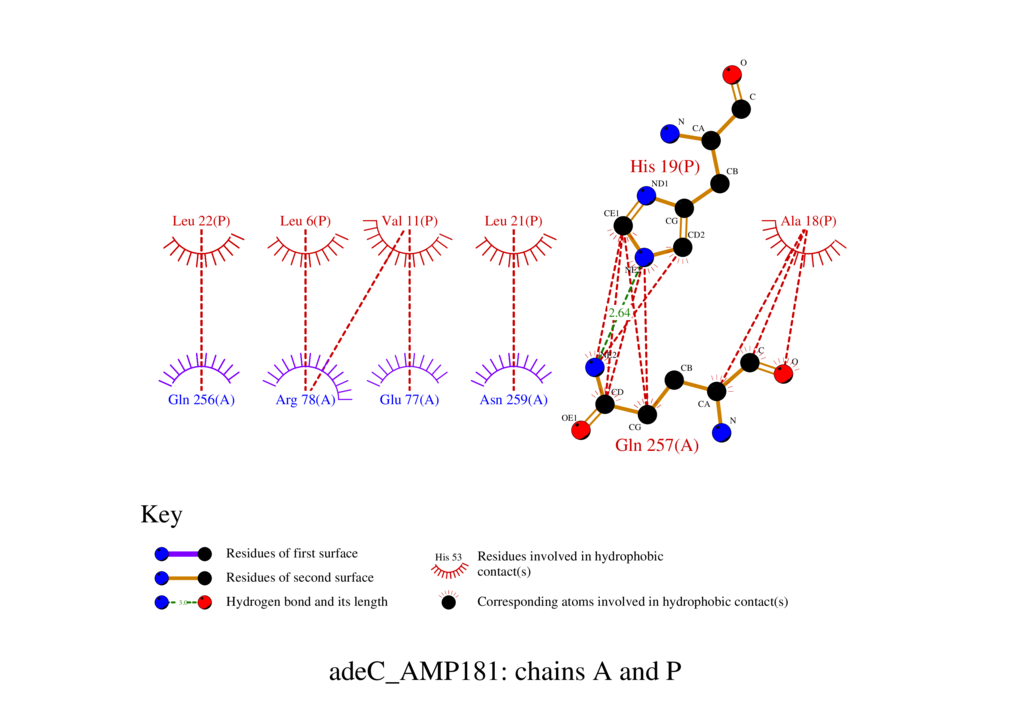 O
C
N
CA
CB
His 19(P)
ND1
CE1
CG
CD2
Leu 22(P)
Leu 6(P)
Val 11(P)
Leu 21(P)
Ala 18(P)
2.64
C
O
CB
CD
CA
OE1
CG
N
Gln 256(A)
Arg 78(A)
Glu 77(A)
Asn 259(A)
Gln 257(A)
Key
Residues of first surface
Residues of second surface
3.0
Hydrogen bond and its length
His 53
Residues involved in hydrophobic
contact(s)
Corresponding atoms involved in hydrophobic contact(s)
adeC_AMP181: chains A and P